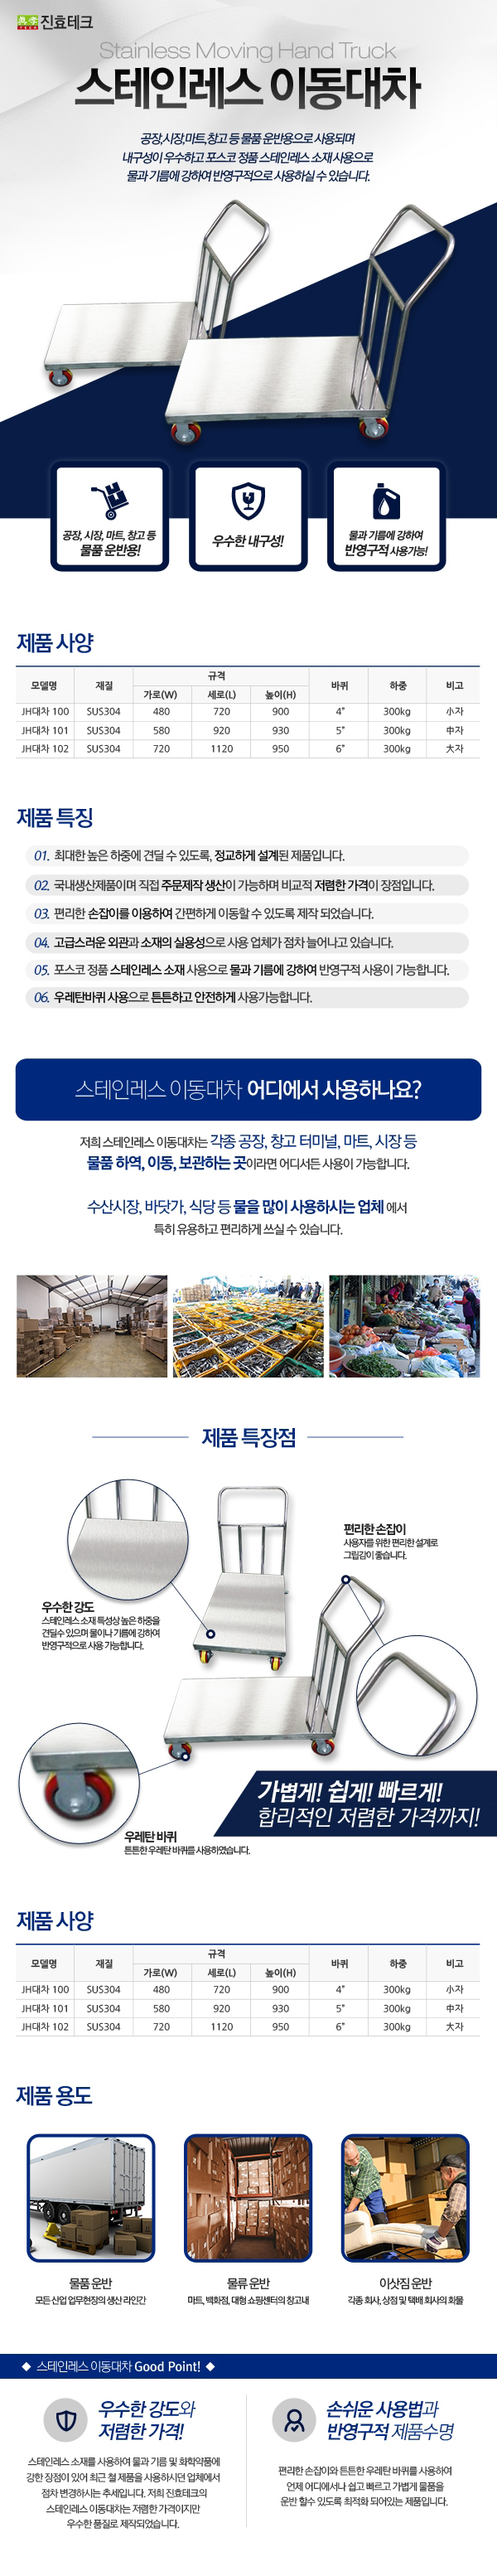 진효테크
Stainless Moving Hand Truck
스테인레스 이동대차
공장,시장,마트,창고 등 물품 운반용으로 사용되며
내구성이 우수하고 포스코 정품 스테인레스 소재 사용으로
물과 기름에 강하여 반영구적으로 사용하실 수 있습니다.
공장, 시장, 마트, 창고 등
물품 운반용!
우수한 내구성!
물과 기름에 강하여
반영구적 사용가능!
제품 사양
모델명 재질 규격 바퀴 하중 비고
가로(W) 세로(L) 높이(H)
JH대차 100 SUS304 480 720 900 4" 300kg 小자
JH대차 101 SUS304 580 920 930 5" 300kg 中자
JH대차 102 SUS304 720 1120 950 6" 300kg 大자
제품 특징
01. 최대한 높은 하중에 견딜 수 있도록, 정교하게 설계된 제품입니다.
02. 국내생산제품이며 직접 주문제작 생산이 가능하며 비교적 저렴한 가격이 장점입니다.
03. 편리한 손잡이를 이용하여 간편하게 이동할 수 있도록 제작 되었습니다.
04. 고급스러운 외관과 소재의 실용성으로 사용 업체가 점차 늘어나고 있습니다.
05. 포스코 정품 스테인레스 소재 사용으로 물과 기름에 강하여 반영구적 사용이 가능합니다.
06. 우레탄바퀴 사용으로 튼튼하고 안전하게 사용가능합니다.
스테인레스 이동대차 어디에서 사용하나요?
저희 스테인레스 이동대차는 각종 공장, 창고 터미널, 마트, 시장 등
물품 하역, 이동, 보관하는 곳이라면 어디서든 사용이 가능합니다.
수산시장, 바닷가, 식당 등 물을 많이 사용하시는 업체 에서
특히 유용하고 편리하게 쓰실 수 있습니다.
제품 특장점
편리한 손잡이
사용자를 위한 편리한 설계로
그립감이 좋습니다.
우수한 강도
스테인레스 소재 특성상 높은 하중을
견딜수 있으며 물이나 기름에 강하여
반영구적으로 사용 가능합니다.
가볍게! 쉽게! 빠르게!
합리적인 저렴한 가격까지!
우레탄 바퀴
튼튼한 우레탄 바퀴를 사용하였습니다.
제품 사양
모델명 재질 규격 바퀴 하중 비고
가로(W) 세로(L) 높이(H)
JH대차 100 SUS304 480 720 900 4" 300kg 小자
JH대차 101 SUS304 580 920 930 5" 300kg 中자
JH대차 102 SUS304 720 1120 950 6" 300kg 大자
제품 용도
물품 운반
모든 산업 업무현장의 생산 라인간
물류 운반
마트, 백화점, 대형 쇼핑센터의 창고내
이삿짐 운반
각종 회사, 상점 및 택배 회사의 화물
스테인레스 이동대차 Good Point!
우수한 강도와
저렴한 가격!
스테인레스 소재를 사용하여 물과 기름 및 화학약품에
강한 장점이 있어 최근 철 제품을 사용하시던 업체에서
점차 변경하시는 추세입니다. 저희 진효테크의
스테인레스 이동대차는 저렴한 가격이지만
우수한 품질로 제작되었습니다.
손쉬운 사용법과
반영구적 제품수명
편리한 손잡이와 튼튼한 우레탄 바퀴를 사용하여
언제 어디에서나 쉽고 빠르고 가볍게 물품을
운반 할수 있도록 최적화 되어있는 제품입니다.